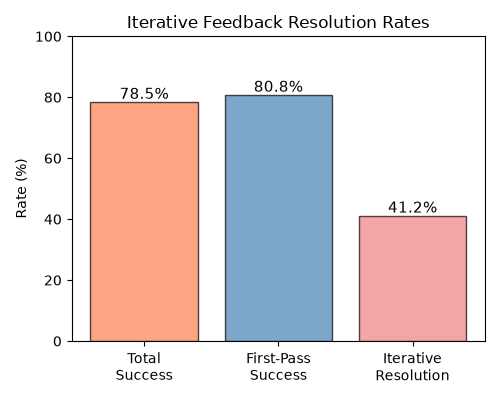 Iterative Feedback Resolution Rates
Rate (%)
100
80
60
40
20
0
78.5%
80.8%
41.2%
Total
Success
First-Pass
Success
Iterative
Resolution